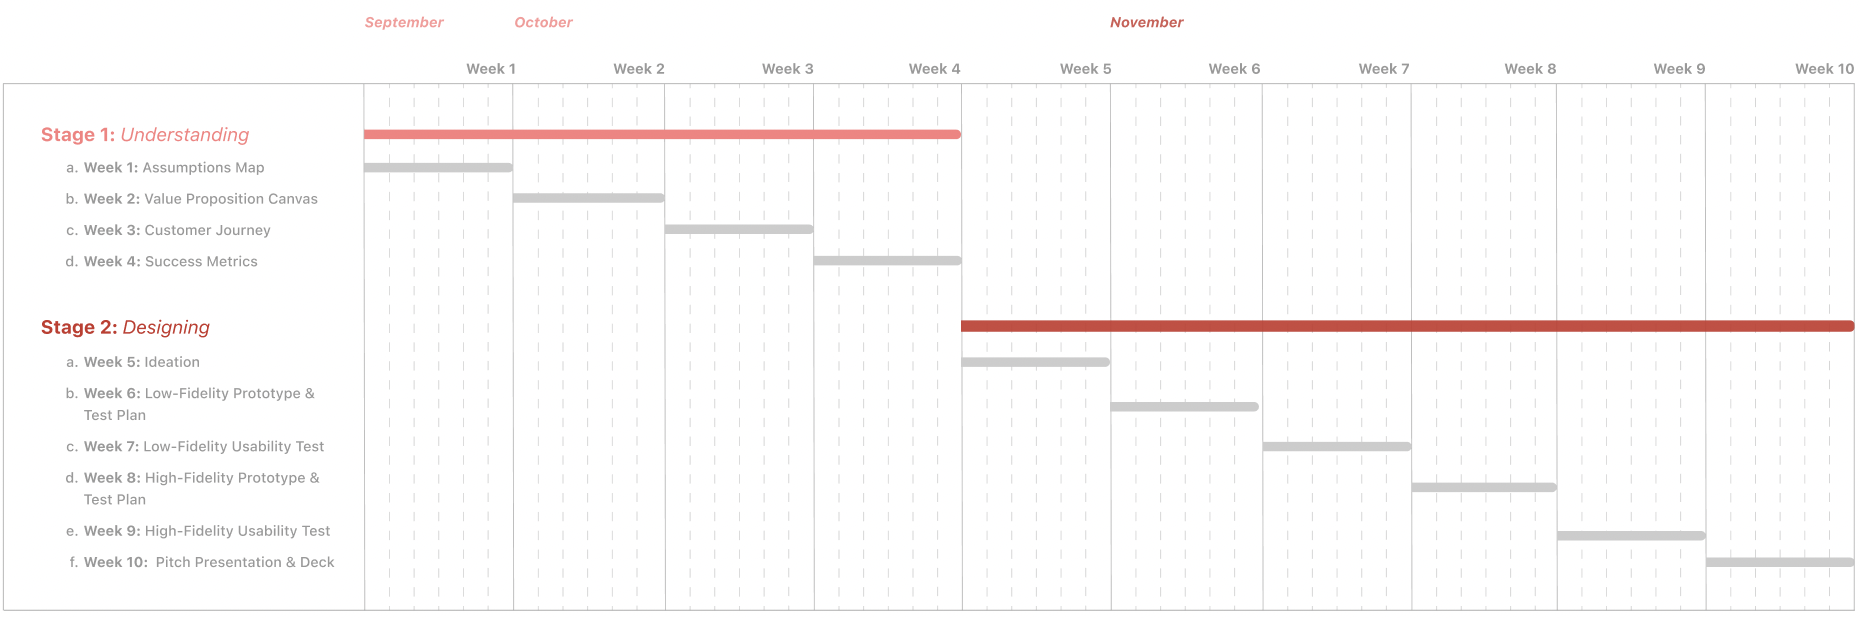 September October November
Week 1 Week 2 Week 3 Week 4 Week 5 Week 6 Week 7 Week 8 Week 9 Week 10
Stage 1: Understanding
a. Week 1: Assumptions Map
b. Week 2: Value Proposition Canvas
c. Week 3: Customer Journey
d. Week 4: Success Metrics
Stage 2: Designing
a. Week 5: Ideation
b. Week 6: Low-Fidelity Prototype &
Test Plan
c. Week 7: Low-Fidelity Usability Test
d. Week 8: High-Fidelity Prototype &
Test Plan
e. Week 9: High-Fidelity Usability Test
f. Week 10: Pitch Presentation & Deck